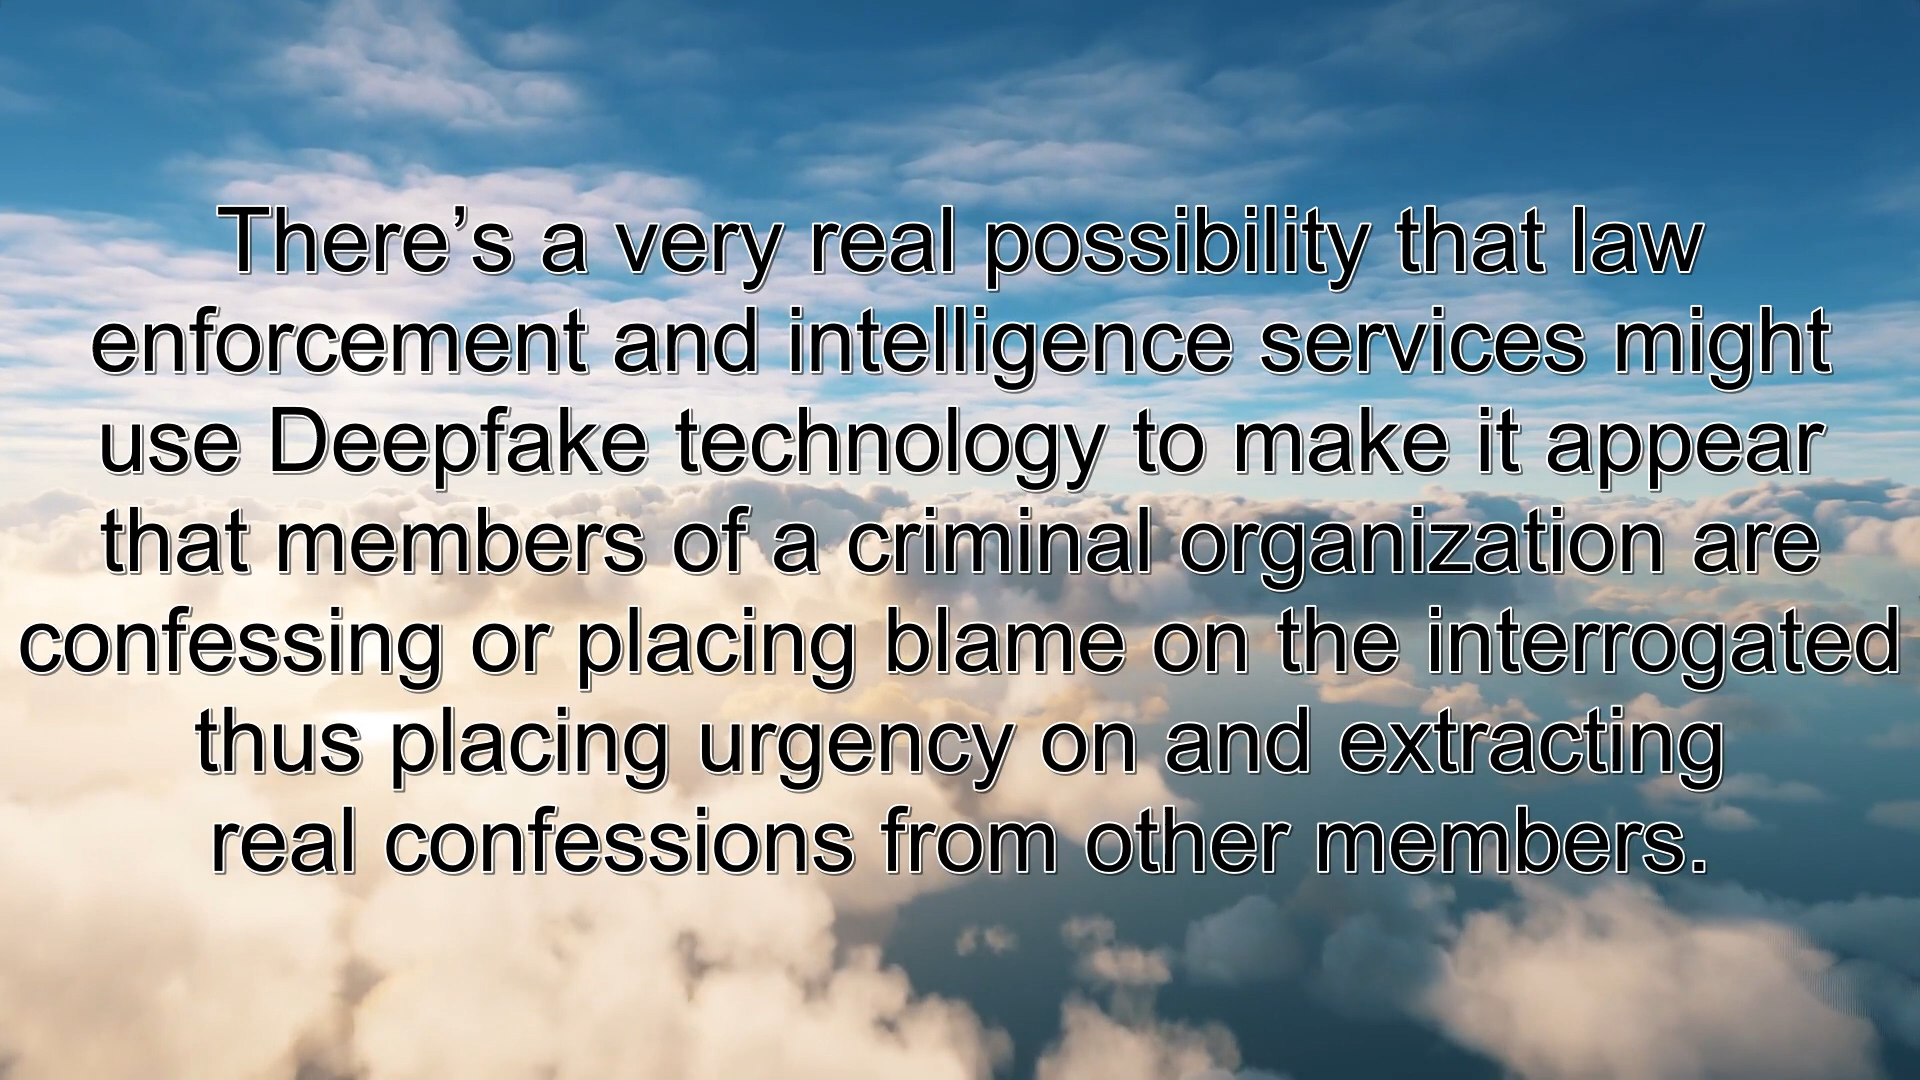 There’s a very real possibility that law
enforcement and intelligence services might
use Deepfake technology to make it appear
that members of a criminal organization are
confessing or placing blame on the interrogated
thus placing urgency on and extracting
real confessions from other members.